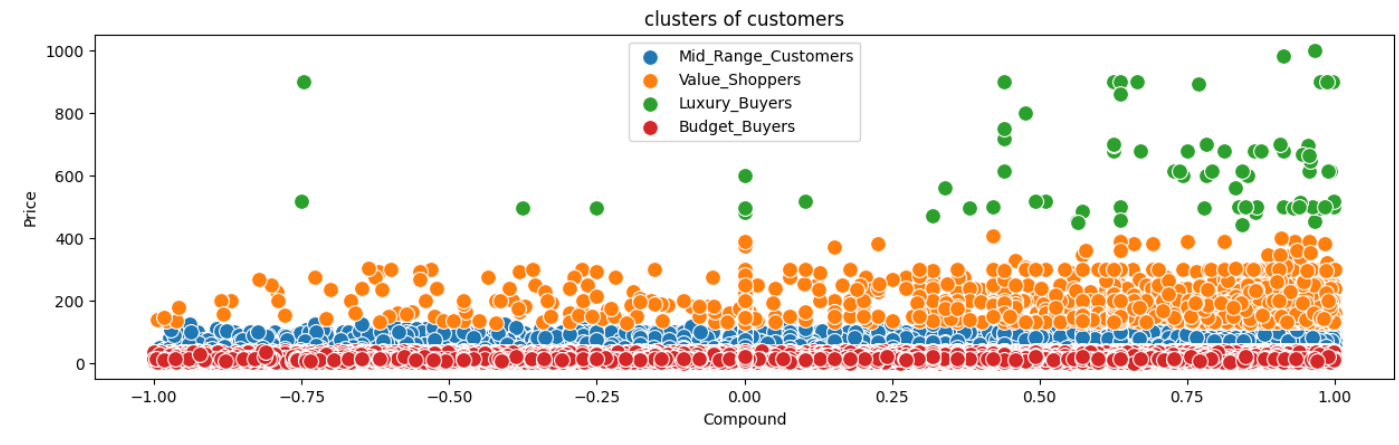 clusters of customers
Mid_Range_Customers
Value_Shoppers
Luxury_Buyers
Budget_Buyers
1000
800
600
400
200
0
Price
−1.00 −0.75 −0.50 −0.25 0.00 0.25 0.50 0.75 1.00
Compound